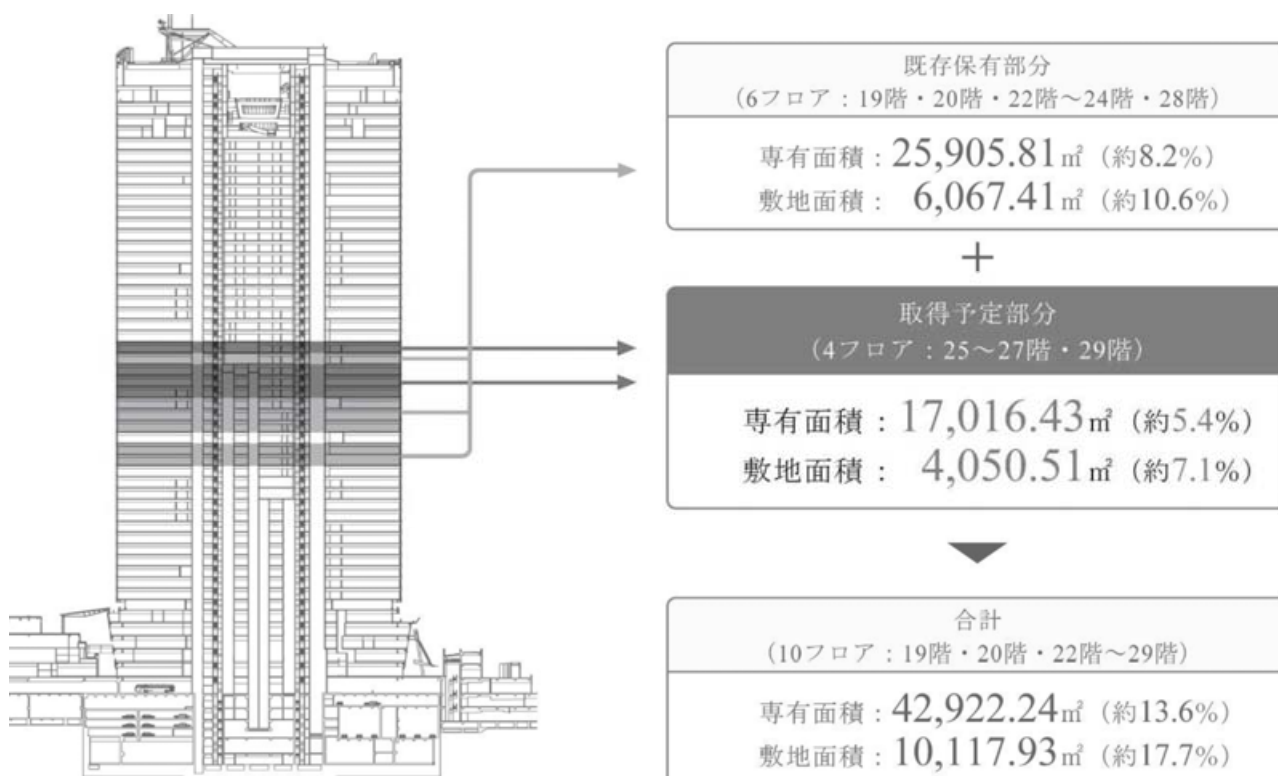 既存保有部分
（6フロア：19階・20階・22階～24階・28階）
専有面積：25,905.81㎡（約8.2%）
敷地面積： 6,067.41㎡（約10.6%）
+
取得予定部分
（4フロア：25～27階・29階）
専有面積：17,016.43㎡（約5.4%）
敷地面積： 4,050.51㎡（約7.1%）
合計
（10フロア：19階・20階・22階～29階）
専有面積：42,922.24㎡（約13.6%）
敷地面積：10,117.93㎡（約17.7%）